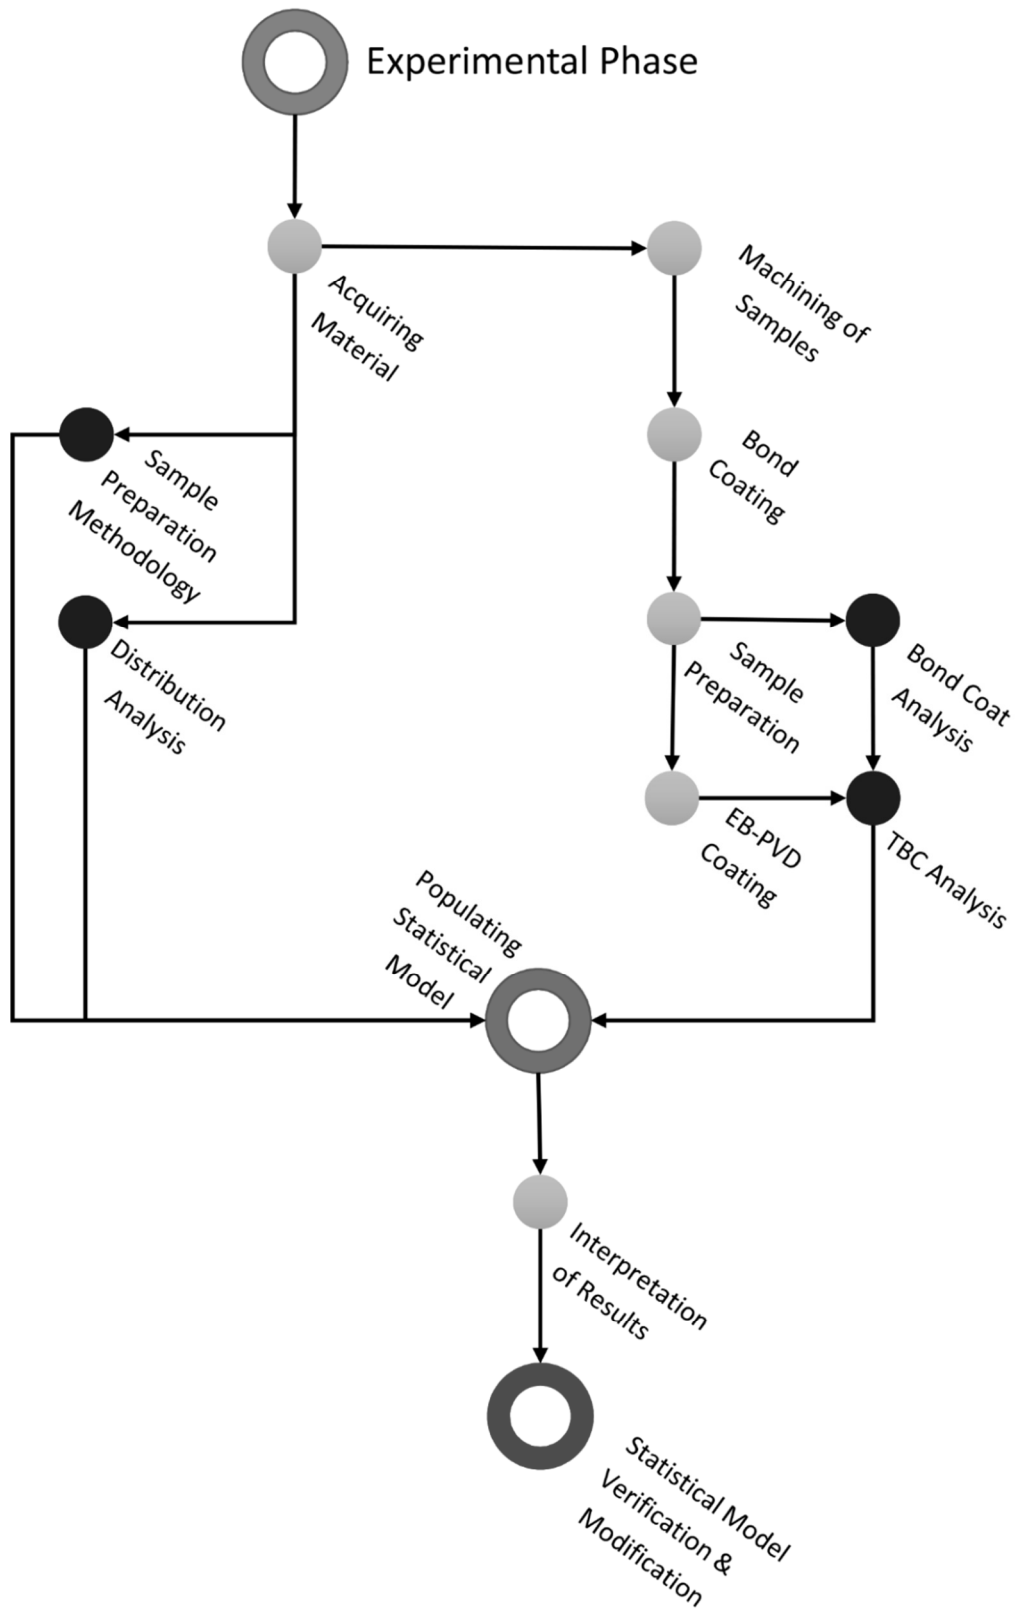 Experimental Phase
Acquiring
Material
Machining of
Samples
Sample
Preparation
Methodology
Bond
Coating
Distribution
Analysis
Sample
Preparation
Bond Coat
Analysis
EB-PVD
Coating
TBC Analysis
Populating
Statistical
Model
Interpretation
of Results
Statistical Model
Verification &
Modification